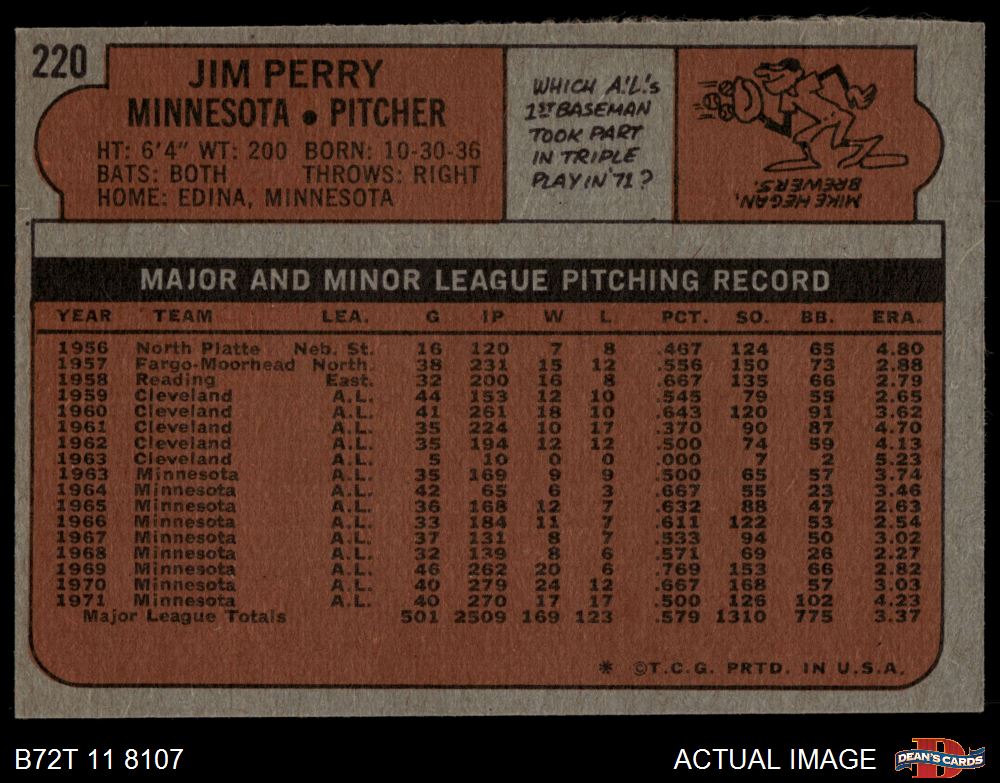 220
JIM PERRY
MINNESOTA • PITCHER
HT: 6'4" WT: 200 BORN: 10-30-36
BATS: BOTH THROWS: RIGHT
HOME: EDINA, MINNESOTA
WHICH A.L.'s
1ST BASEMAN
TOOK PART
IN TRIPLE
PLAY IN '71?
MIKE HEGAN,
BREWERS.
MAJOR AND MINOR LEAGUE PITCHING RECORD
YEAR TEAM LEA. G IP W L PCT. SO. BB. ERA.
1956 North Platte Neb. St. 16 120 7 8 .467 124 65 4.80
1957 Fargo-Moorhead North. 38 231 15 12 .556 150 73 2.88
1958 Reading East. 32 200 16 8 .667 135 66 2.79
1959 Cleveland A.L. 44 153 12 10 .545 79 55 2.65
1960 Cleveland A.L. 41 261 18 10 .643 120 91 3.62
1961 Cleveland A.L. 35 224 10 17 .370 90 87 4.70
1962 Cleveland A.L. 35 194 12 12 .500 74 59 4.13
1963 Cleveland A.L. 5 10 0 0 .000 7 2 5.23
1963 Minnesota A.L. 35 169 9 9 .500 65 57 3.74
1964 Minnesota A.L. 42 65 6 3 .667 55 23 3.46
1965 Minnesota A.L. 36 168 12 7 .632 88 47 2.63
1966 Minnesota A.L. 33 184 11 7 .611 122 53 2.54
1967 Minnesota A.L. 37 131 8 7 .533 94 50 3.02
1968 Minnesota A.L. 32 139 8 6 .571 69 26 2.27
1969 Minnesota A.L. 46 262 20 6 .769 153 66 2.82
1970 Minnesota A.L. 40 279 24 12 .667 168 57 3.03
1971 Minnesota A.L. 40 270 17 17 .500 126 102 4.23
Major League Totals 501 2509 169 123 .579 1310 775 3.37
* ©T.C.G. PRTD. IN U.S.A.
B72T 11 8107
ACTUAL IMAGE
D
DEAN'S CARDS